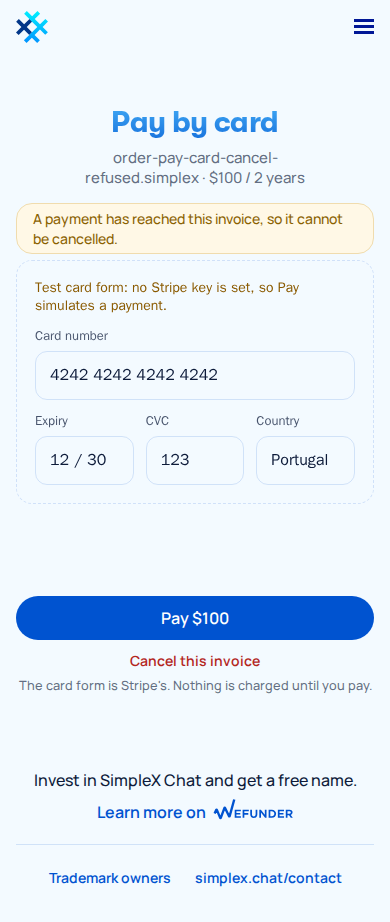 Pay by card
order-pay-card-cancel-
refused.simplex · $100 / 2 years
A payment has reached this invoice, so it cannot
be cancelled.
Test card form: no Stripe key is set, so Pay
simulates a payment.
Card number
4242 4242 4242 4242
Expiry CVC Country
12 / 30 123 Portugal
Pay $100
Cancel this invoice
The card form is Stripe's. Nothing is charged until you pay.
Invest in SimpleX Chat and get a free name.
Learn more on WEFUNDER
Trademark owners simplex.chat/contact